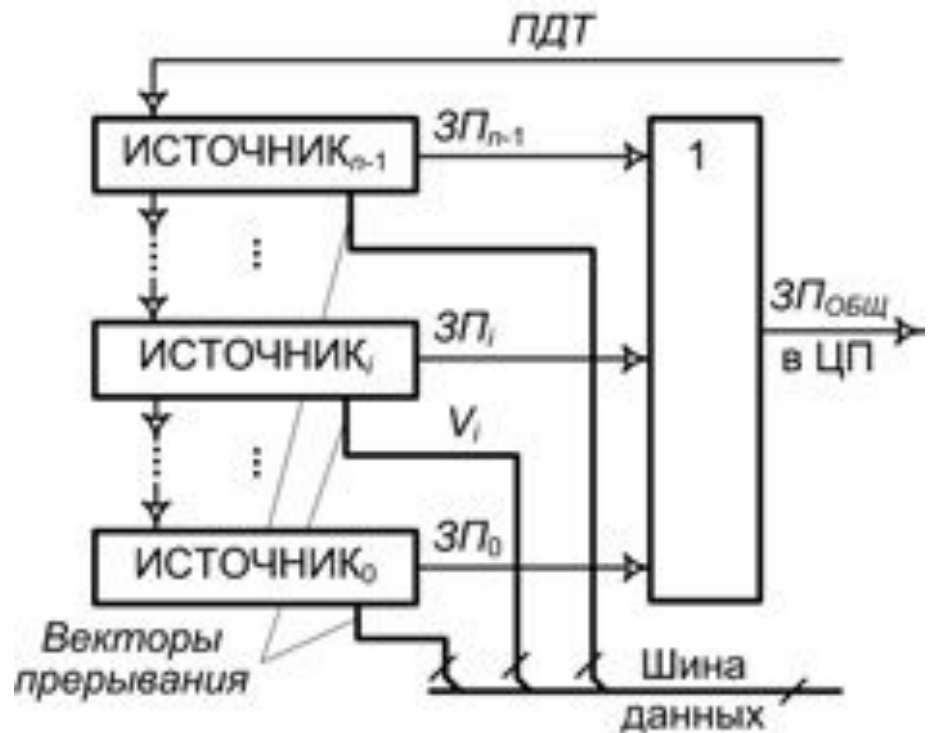 ПДТ
ИСТОЧНИКn-1
ЗПn-1
1
ИСТОЧНИКi
ЗПi
ЗПОБЩ
в ЦП
Vi
ИСТОЧНИК0
ЗП0
Векторы
прерывания
Шина
данных